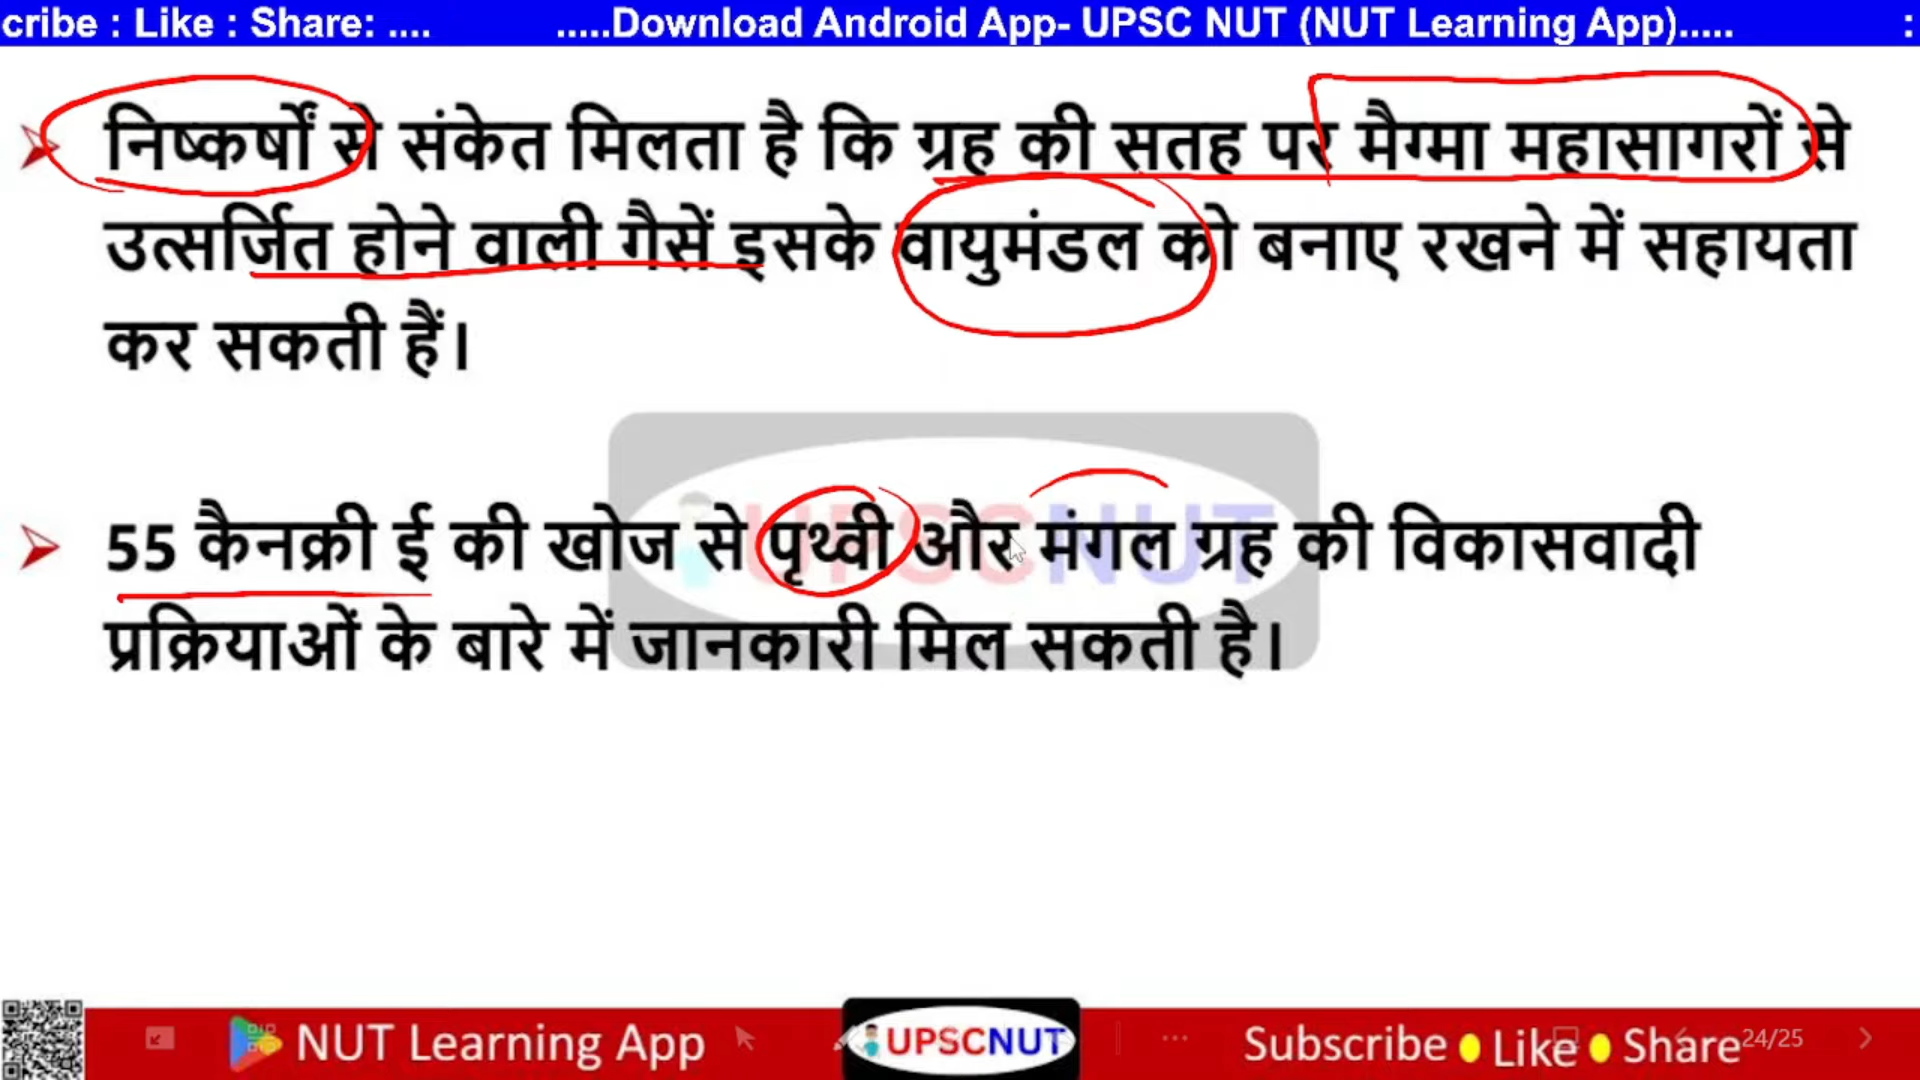 cribe : Like : Share: .... .....Download Android App- UPSC NUT (NUT Learning App)..... :
निष्कर्षों से संकेत मिलता है कि ग्रह की सतह पर मैग्मा महासागरों से
उत्सर्जित होने वाली गैसें इसके वायुमंडल को बनाए रखने में सहायता
कर सकती हैं।
UPSCNUT
55 कैनक्री ई की खोज से पृथ्वी और मंगल ग्रह की विकासवादी
प्रक्रियाओं के बारे में जानकारी मिल सकती है।
NUT Learning App UPSCNUT Subscribe Like Share 24/25